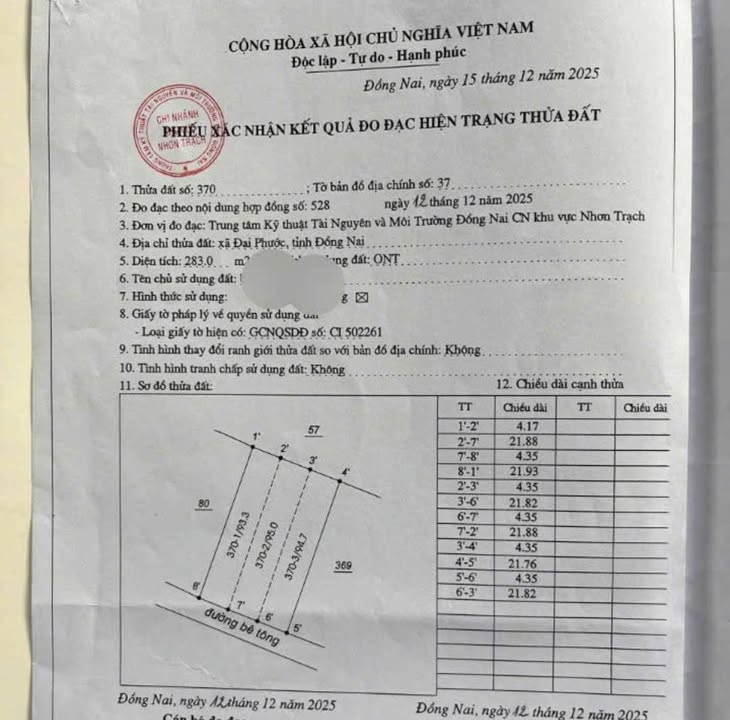 CỘNG HÒA XÃ HỘI CHỦ NGHĨA VIỆT NAM
Độc lập - Tự do - Hạnh phúc
Đồng Nai, ngày 15 tháng 12 năm 2025
CHI NHÁNH
NHƠN TRẠCH
PHIẾU XÁC NHẬN KẾT QUẢ ĐO ĐẠC HIỆN TRẠNG THỬA ĐẤT
1. Thửa đất số: 370 ; Tờ bản đồ địa chính số: 37
2. Đo đạc theo nội dung hợp đồng số: 528 ngày 12 tháng 12 năm 2025
3. Đơn vị đo đạc: Trung tâm Kỹ thuật Tài Nguyên và Môi Trường Đồng Nai CN khu vực Nhơn Trạch
4. Địa chỉ thửa đất: xã Đại Phước, tỉnh Đồng Nai
5. Diện tích: 283.0 đất: ONT
6. Tên chủ sử dụng đất:
7. Hình thức sử dụng: g ☒
8. Giấy tờ pháp lý về quyền sử dụng đất
- Loại giấy tờ hiện có: GCNQSDĐ số: CI 502261
9. Tình hình thay đổi ranh giới thửa đất so với bản đồ địa chính: Không
10. Tình hình tranh chấp sử dụng đất: Không
11. Sơ đồ thửa đất: 12. Chiều dài cạnh thửa
57
1' 2' 3' 4'
80
370-1/93.3
370-2/95.0
370-3/94.7
369
8' 7' 6' 5'
đường bê tông
TT Chiều dài TT Chiều dài
1'-2' 4.17
2'-7' 21.88
7'-8' 4.35
8'-1' 21.93
2'-3' 4.35
3'-6' 21.82
6'-7' 4.35
7'-2' 21.88
3'-4' 4.35
4'-5' 21.76
5'-6' 4.35
6'-3' 21.82
Đồng Nai, ngày 12 tháng 12 năm 2025
Đồng Nai, ngày 12 tháng 12 năm 2025